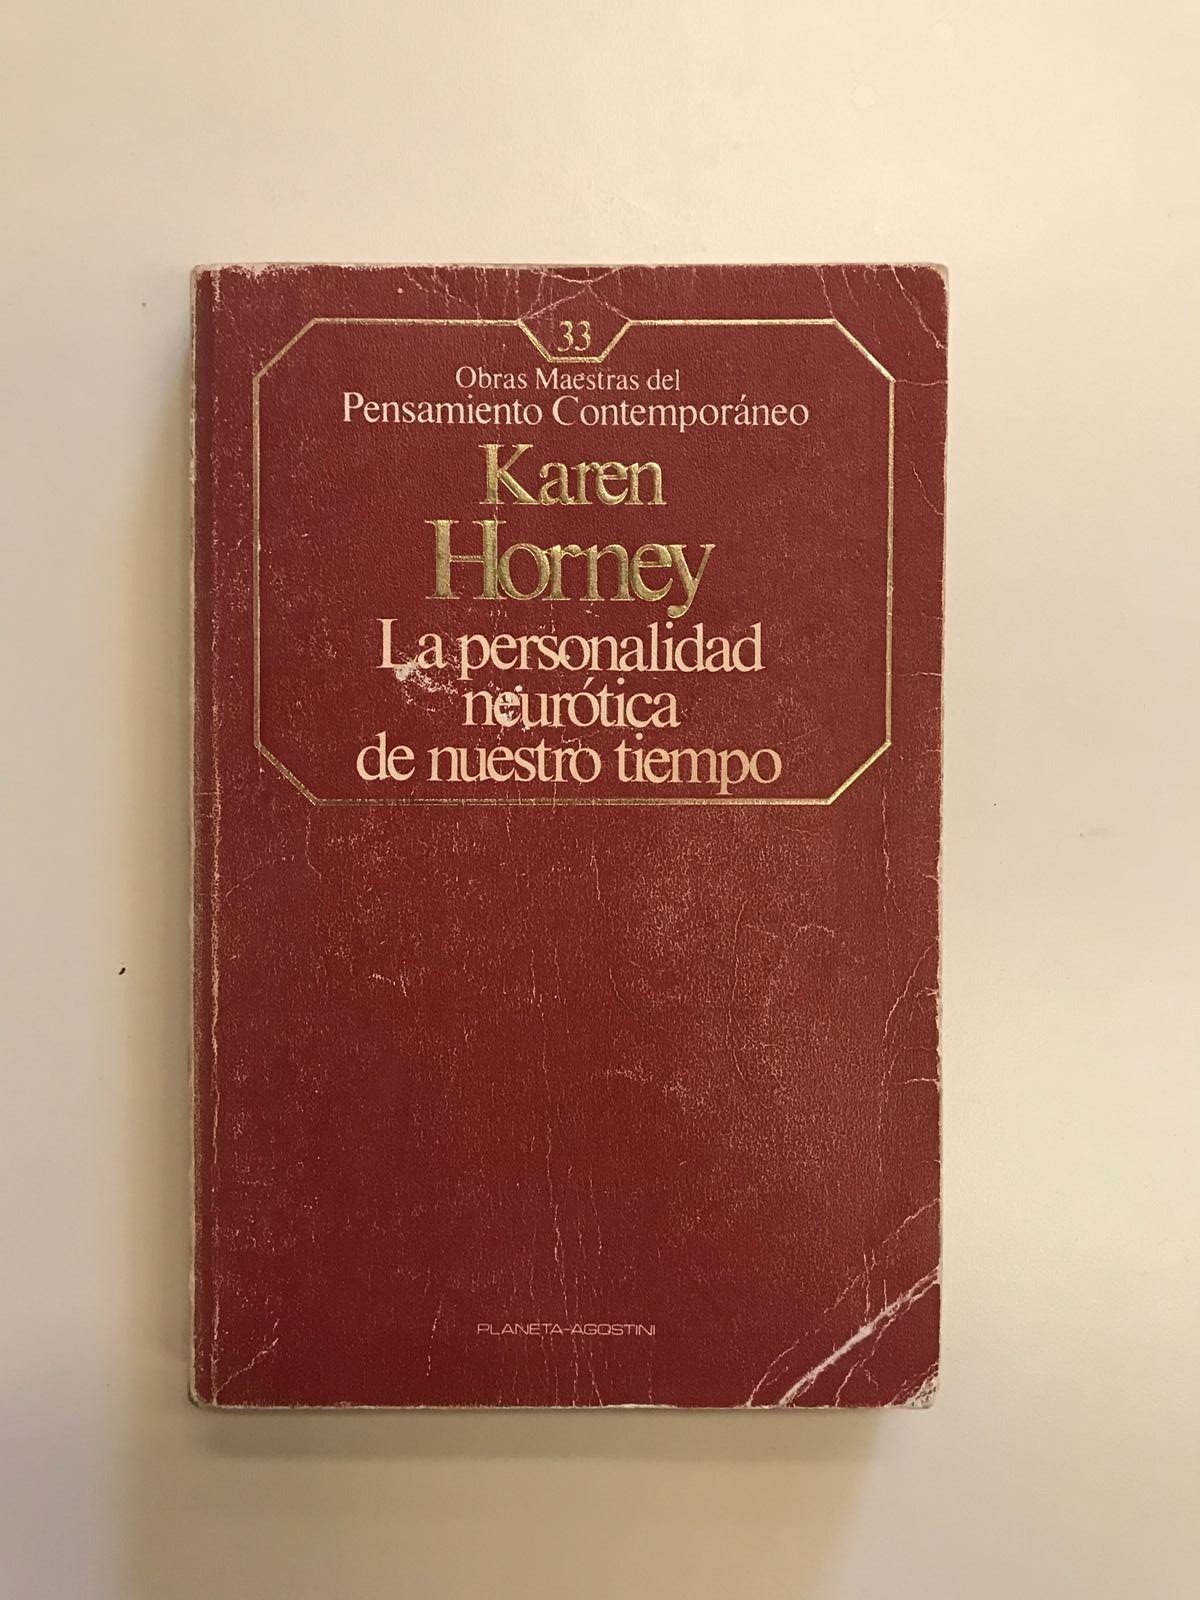 33
Obras Maestras del
Pensamiento Contemporáneo
Karen
Horney
La personalidad
neurótica
de nuestro tiempo
PLANETA-AGOSTINI